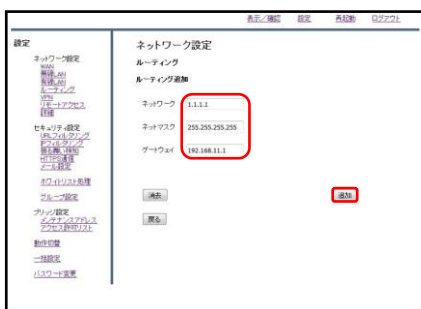 表示／確認 設定 再起動 ログアウト
設定
ネットワーク設定
WAN
無線LAN
有線LAN
ルーティング
VPN
リモートアクセス
詳細
セキュリティ設定
URLフィルタリング
IPフィルタリング
振る舞い検知
HTTPS通信
メール設定
ホワイトリスト処理
グループ設定
ブリッジ設定
メンテナンスアドレス
アクセス許可リスト
動作切替
一括設定
パスワード変更
ネットワーク設定
ルーティング
ルーティング追加
ネットワーク 1.1.1.1
ネットマスク 255.255.255.255
ゲートウェイ 192.168.11.1
消去 追加
戻る